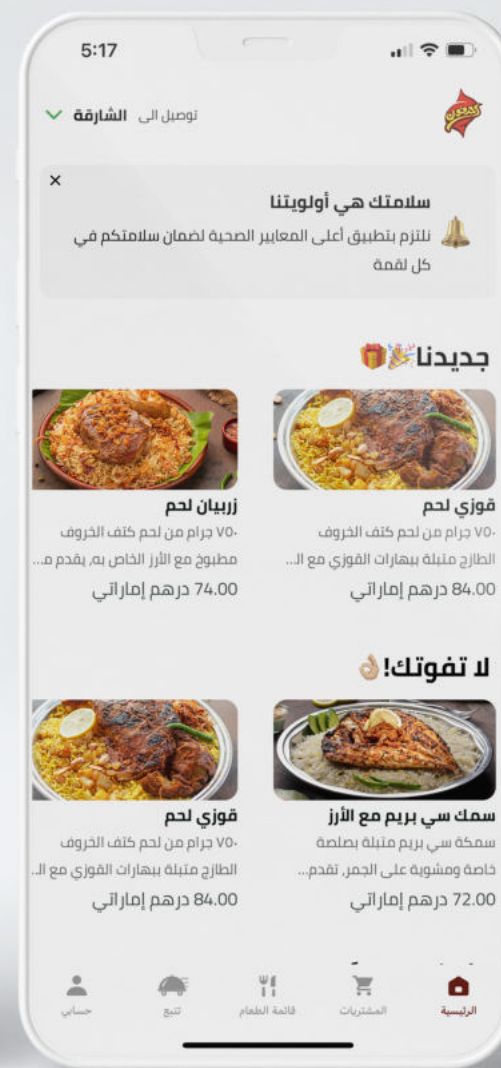 5:17
توصيل الى الشارقة
سلامتك هي أولويتنا
نلتزم بتطبيق أعلى المعايير الصحية لضمان سلامتكم في
كل لقمة
جديدنا
قوزي لحم
٧٥٠ جرام من لحم كتف الخروف
الطازج متبلة ببهارات القوزي مع الـ...
84.00 درهم إماراتي
زربيان لحم
٧٥٠ جرام من لحم كتف الخروف
مطبوخ مع الأرز الخاص به, يقدم مـ...
74.00 درهم إماراتي
لا تفوتك!
سمك سي بريم مع الأرز
سمكة سي بريم متبلة بصلصة
خاصة ومشوية على الجمر, تقدم...
72.00 درهم إماراتي
قوزي لحم
٧٥٠ جرام من لحم كتف الخروف
الطازج متبلة ببهارات القوزي مع الـ...
84.00 درهم إماراتي
الرئيسية
المشتريات
قائمة الطعام
تتبع
حسابي